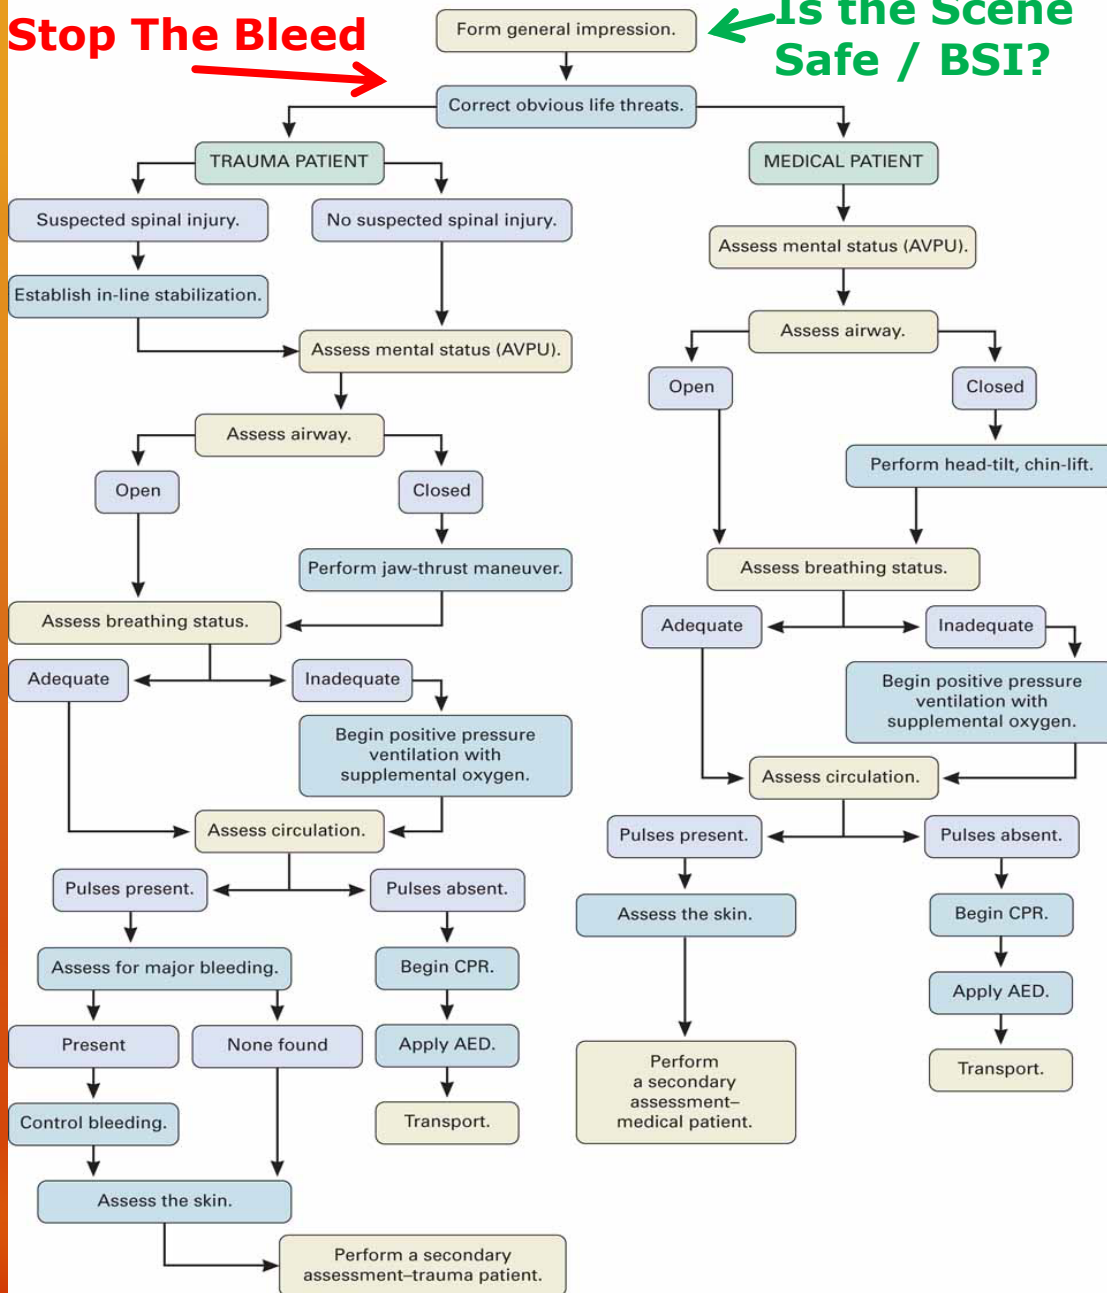 Stop The Bleed
Form general impression.
Is the Scene
Safe / BSI?
Correct obvious life threats.
TRAUMA PATIENT
MEDICAL PATIENT
Suspected spinal injury.
No suspected spinal injury.
Assess mental status (AVPU).
Establish in-line stabilization.
Assess mental status (AVPU).
Assess airway.
Open
Closed
Assess airway.
Perform head-tilt, chin-lift.
Open
Closed
Perform jaw-thrust maneuver.
Assess breathing status.
Assess breathing status.
Adequate
Inadequate
Adequate
Inadequate
Begin positive pressure
ventilation with
supplemental oxygen.
Begin positive pressure
ventilation with
supplemental oxygen.
Assess circulation.
Assess circulation.
Pulses present.
Pulses absent.
Pulses present.
Pulses absent.
Assess the skin.
Begin CPR.
Assess for major bleeding.
Begin CPR.
Apply AED.
Present
None found
Apply AED.
Perform
a secondary
assessment–
medical patient.
Transport.
Control bleeding.
Transport.
Assess the skin.
Perform a secondary
assessment–trauma patient.